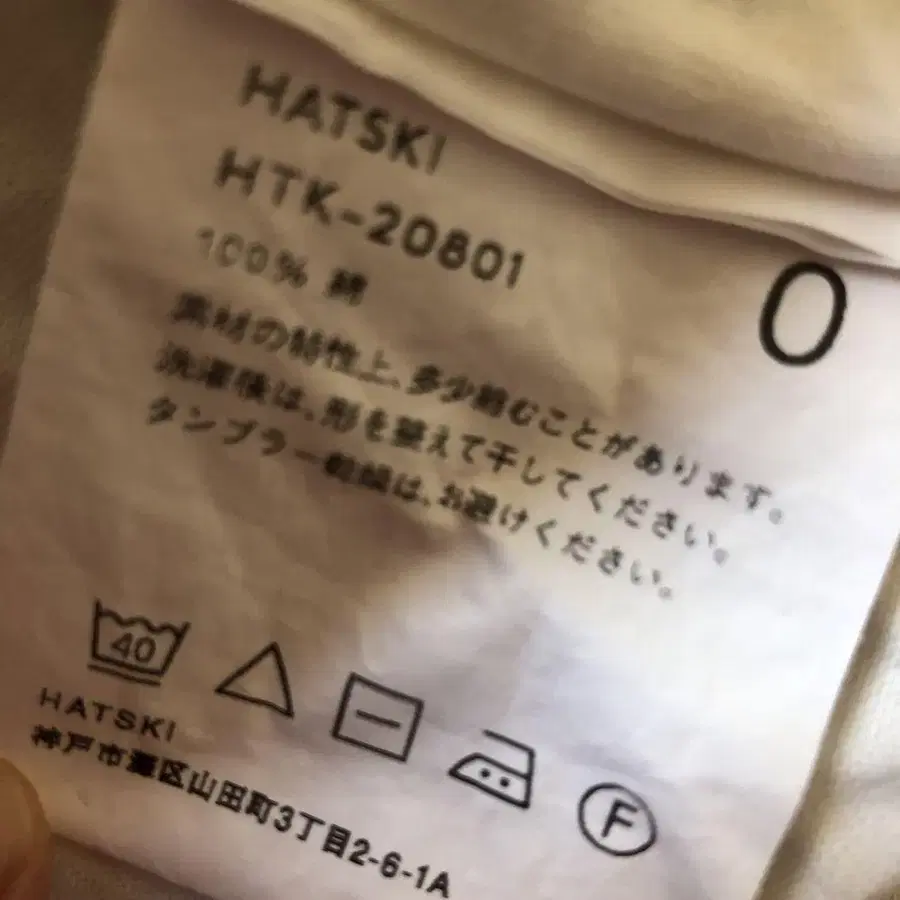 HATSKI
HTK-20801
0
100% 綿
素材の特性上、多少縮むことがあります。
洗濯後は、形を整えて干してください。
タンブラー乾燥は、お避けください。
40
F
HATSKI
神戸市灘区山田町3丁目2-6-1A